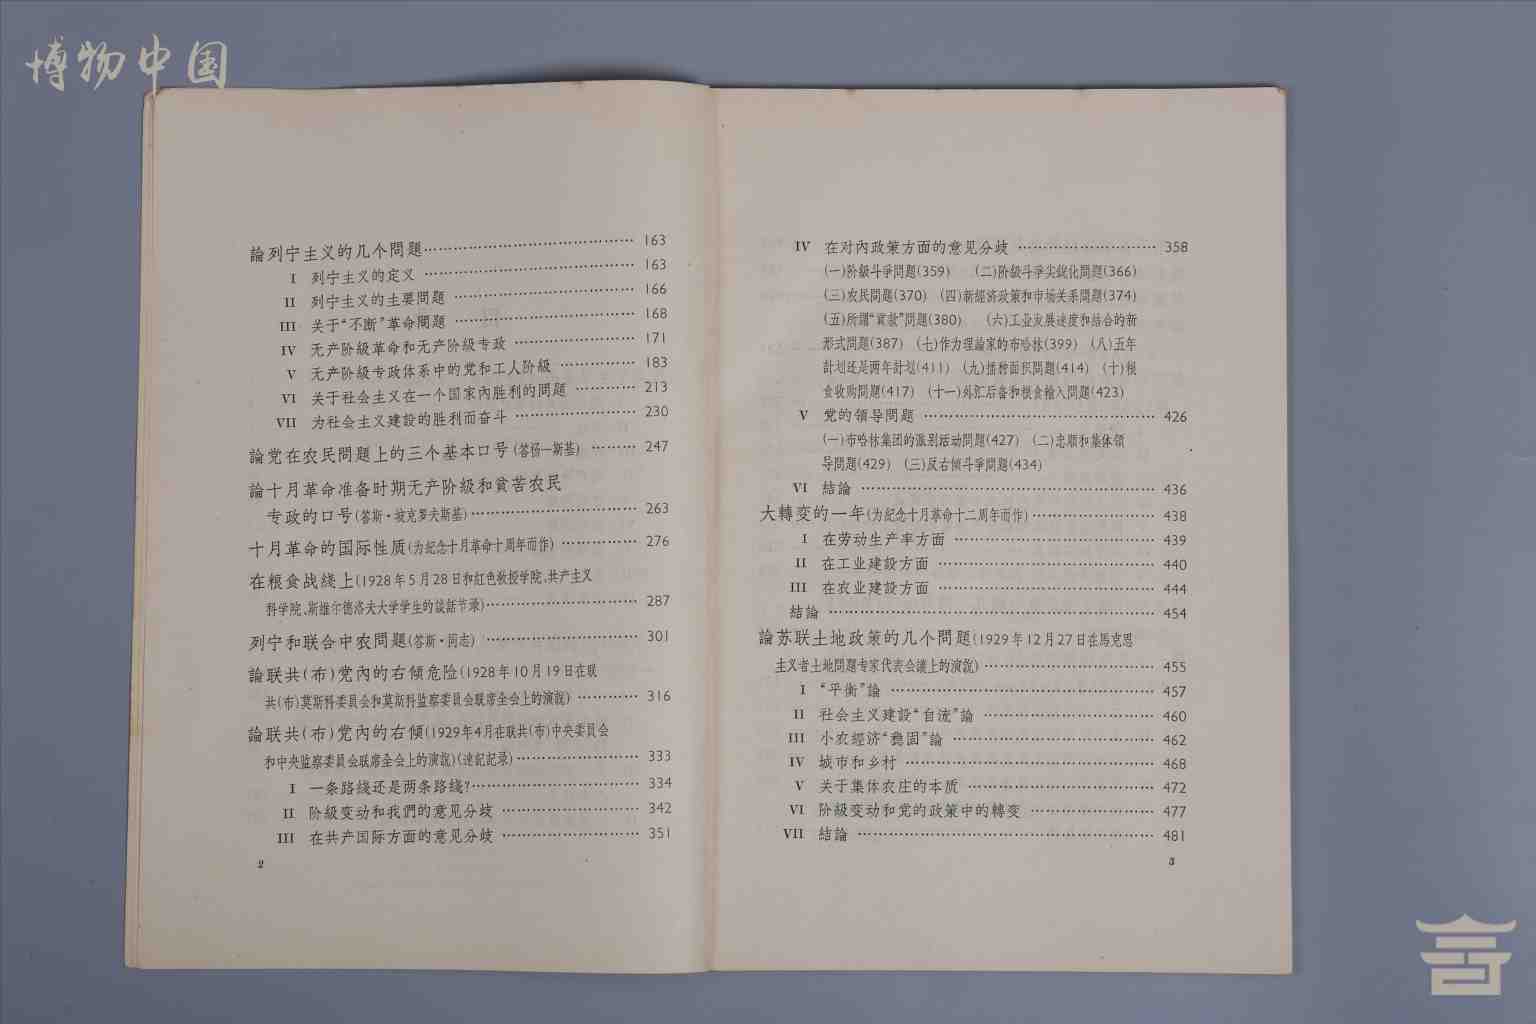 博物中国
論列宁主义的几个問題……………………………… 163
I 列宁主义的定义 ……………………………… 163
II 列宁主义的主要問題 ………………………… 166
III 关于“不断”革命問題 ………………………… 168
IV 无产阶級革命和无产阶級专政 ………………… 171
V 无产阶級专政体系中的党和工人阶級 ………… 183
VI 关于社会主义在一个国家內胜利的問題 ……… 213
VII 为社会主义建設的胜利而奋斗 ………………… 230
論党在农民問題上的三个基本口号(答杨—斯基) ……… 247
論十月革命准备时期无产阶級和貧苦农民
专政的口号(答斯·坡克罗夫斯基)……………………… 263
十月革命的国际性质(为紀念十月革命十周年而作) ………… 276
在粮食战綫上(1928年5月28日和紅色教授学院、共产主义
科学院、斯維尔德洛夫大学学生的談話节录)…………………… 287
列宁和联合中农問題(答斯·同志) …………………… 301
論联共(布)党內的右倾危险(1928年10月19日在联
共(布)莫斯科委員会和莫斯科监察委員会联席全会上的演說) ……… 316
論联共(布)党內的右傾(1929年4月在联共(布)中央委員会
和中央监察委員会联席全会上的演說)(速記記录)……………… 333
I 一条路綫还是两条路綫?……………………… 334
II 阶級变动和我們的意見分歧 ………………… 342
III 在共产国际方面的意見分歧 ………………… 351
2
IV 在对內政策方面的意見分歧 ………………… 358
(一)阶級斗爭問題(359) (二)阶級斗爭尖銳化問題(366)
(三)农民問題(370) (四)新經济政策和市场关系問題(374)
(五)所謂“貢款”問題(380) (六)工业发展速度和結合的新
形式問題(387) (七)作为理論家的布哈林(399) (八)五年
計划还是两年計划(411) (九)播种面积問題(414) (十)粮
食收购問題(417) (十一)外汇后备和粮食輸入問題(423)
V 党的領导問題 ……………………………… 426
(一)布哈林集团的派别活动問題(427) (二)忠順和集体領
导問題(429) (三)反右傾斗爭問題(434)
VI 結論 ……………………………………… 436
大轉变的一年(为紀念十月革命十二周年而作)……………… 438
I 在劳动生产率方面 …………………………… 439
II 在工业建設方面 ……………………………… 440
III 在农业建設方面 ……………………………… 444
結論 …………………………………………… 454
論苏联土地政策的几个問題(1929年12月27日在馬克思
主义者土地問題专家代表会議上的演說) …………………… 455
I “平衡”論 …………………………………… 457
II 社会主义建設“自流”論 ……………………… 460
III 小农經济“穩固”論 …………………………… 462
IV 城市和乡村 ………………………………… 468
V 关于集体农庄的本质 ………………………… 472
VI 阶級变动和党的政策中的轉变 ……………… 477
VII 結論 ……………………………………… 481
3